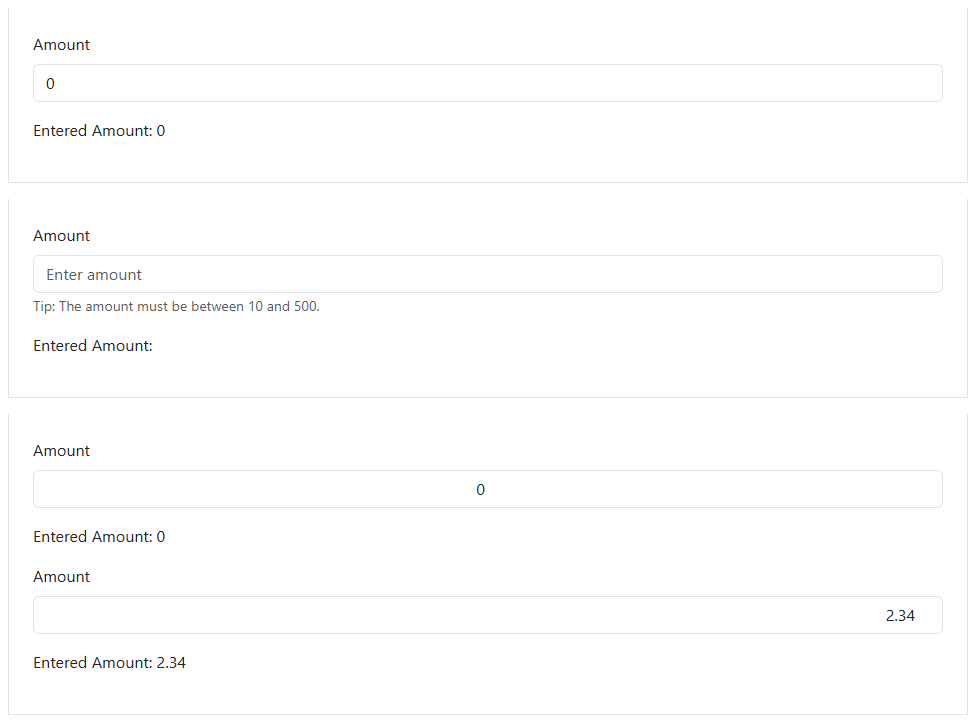 Amount
0
Entered Amount: 0
Amount
Enter amount
Tip: The amount must be between 10 and 500.
Entered Amount:
Amount
0
Entered Amount: 0
Amount
2.34
Entered Amount: 2.34